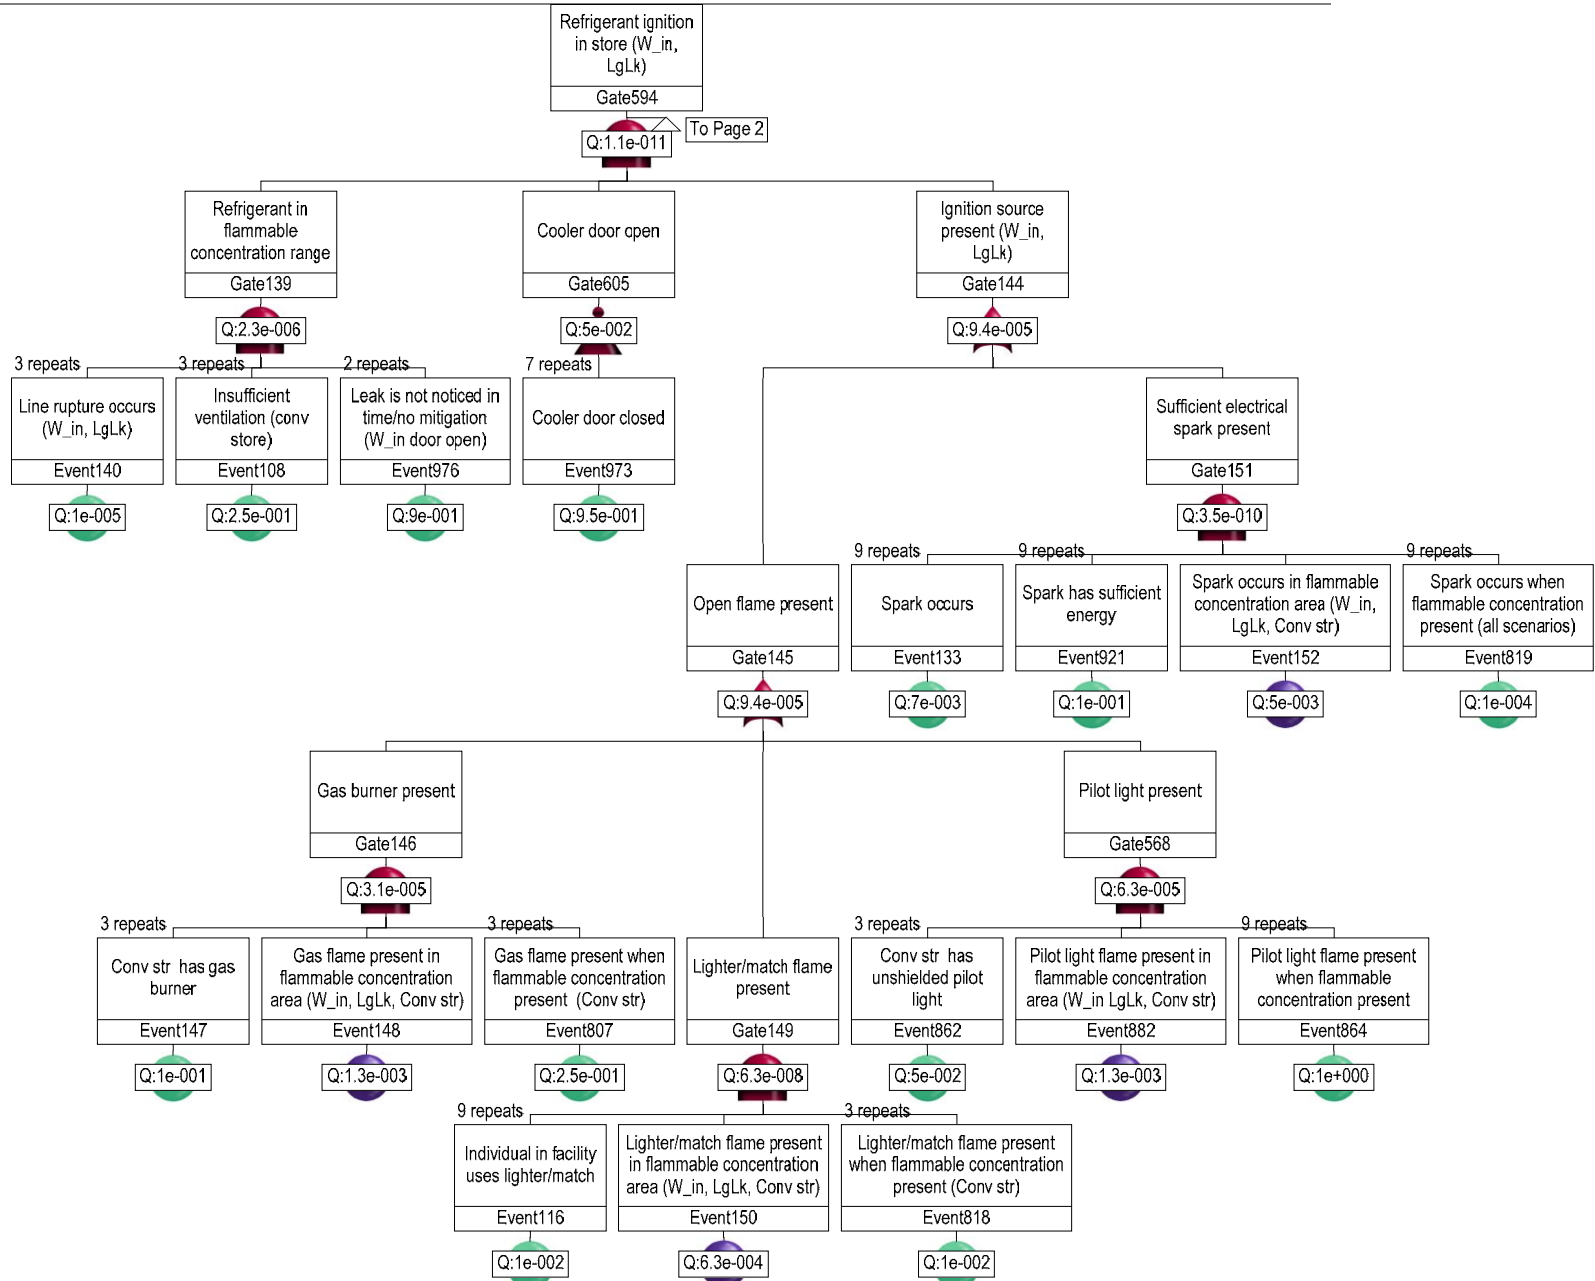 Refrigerant ignition
in store (W_in,
LgLk)
Gate594
To Page 2
Q:1.1e-011
Refrigerant in
flammable
concentration range
Gate139
Q:2.3e-006
Cooler door open
Gate605
Q:5e-002
Ignition source
present (W_in,
LgLk)
Gate144
Q:9.4e-005
3 repeats
Line rupture occurs
(W_in, LgLk)
Event140
Q:1e-005
3 repeats
Insufficient
ventilation (conv
store)
Event108
Q:2.5e-001
2 repeats
Leak is not noticed in
time/no mitigation
(W_in door open)
Event976
Q:9e-001
7 repeats
Cooler door closed
Event973
Q:9.5e-001
Sufficient electrical
spark present
Gate151
Q:3.5e-010
Open flame present
Gate145
Q:9.4e-005
9 repeats
Spark occurs
Event133
Q:7e-003
9 repeats
Spark has sufficient
energy
Event921
Q:1e-001
Spark occurs in flammable
concentration area (W_in,
LgLk, Conv str)
Event152
Q:5e-003
9 repeats
Spark occurs when
flammable concentration
present (all scenarios)
Event819
Q:1e-004
Gas burner present
Gate146
Q:3.1e-005
Pilot light present
Gate568
Q:6.3e-005
3 repeats
Conv str has gas
burner
Event147
Q:1e-001
Gas flame present in
flammable concentration
area (W_in, LgLk, Conv str)
Event148
Q:1.3e-003
3 repeats
Gas flame present when
flammable concentration
present (Conv str)
Event807
Q:2.5e-001
Lighter/match flame
present
Gate149
Q:6.3e-008
3 repeats
Conv str has
unshielded pilot
light
Event862
Q:5e-002
Pilot light flame present in
flammable concentration
area (W_in LgLk, Conv str)
Event882
Q:1.3e-003
9 repeats
Pilot light flame present
when flammable
concentration present
Event864
Q:1e+000
9 repeats
Individual in facility
uses lighter/match
Event116
Q:1e-002
Lighter/match flame present
in flammable concentration
area (W_in, LgLk, Conv str)
Event150
Q:6.3e-004
3 repeats
Lighter/match flame present
when flammable concentration
present (Conv str)
Event818
Q:1e-002